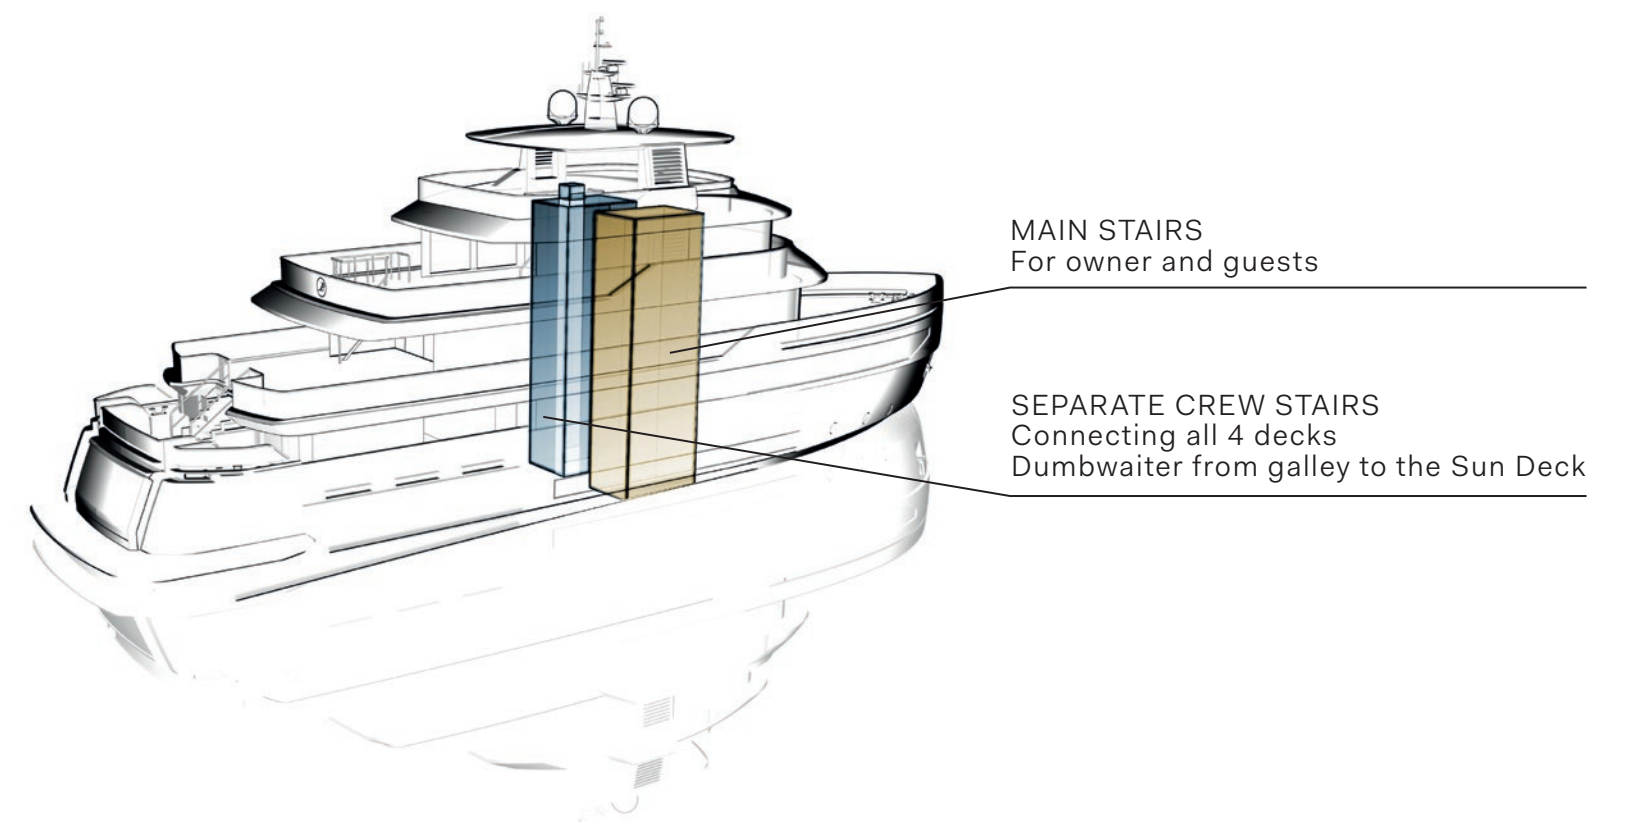 MAIN STAIRS
For owner and guests
SEPARATE CREW STAIRS
Connecting all 4 decks
Dumbwaiter from galley to the Sun Deck